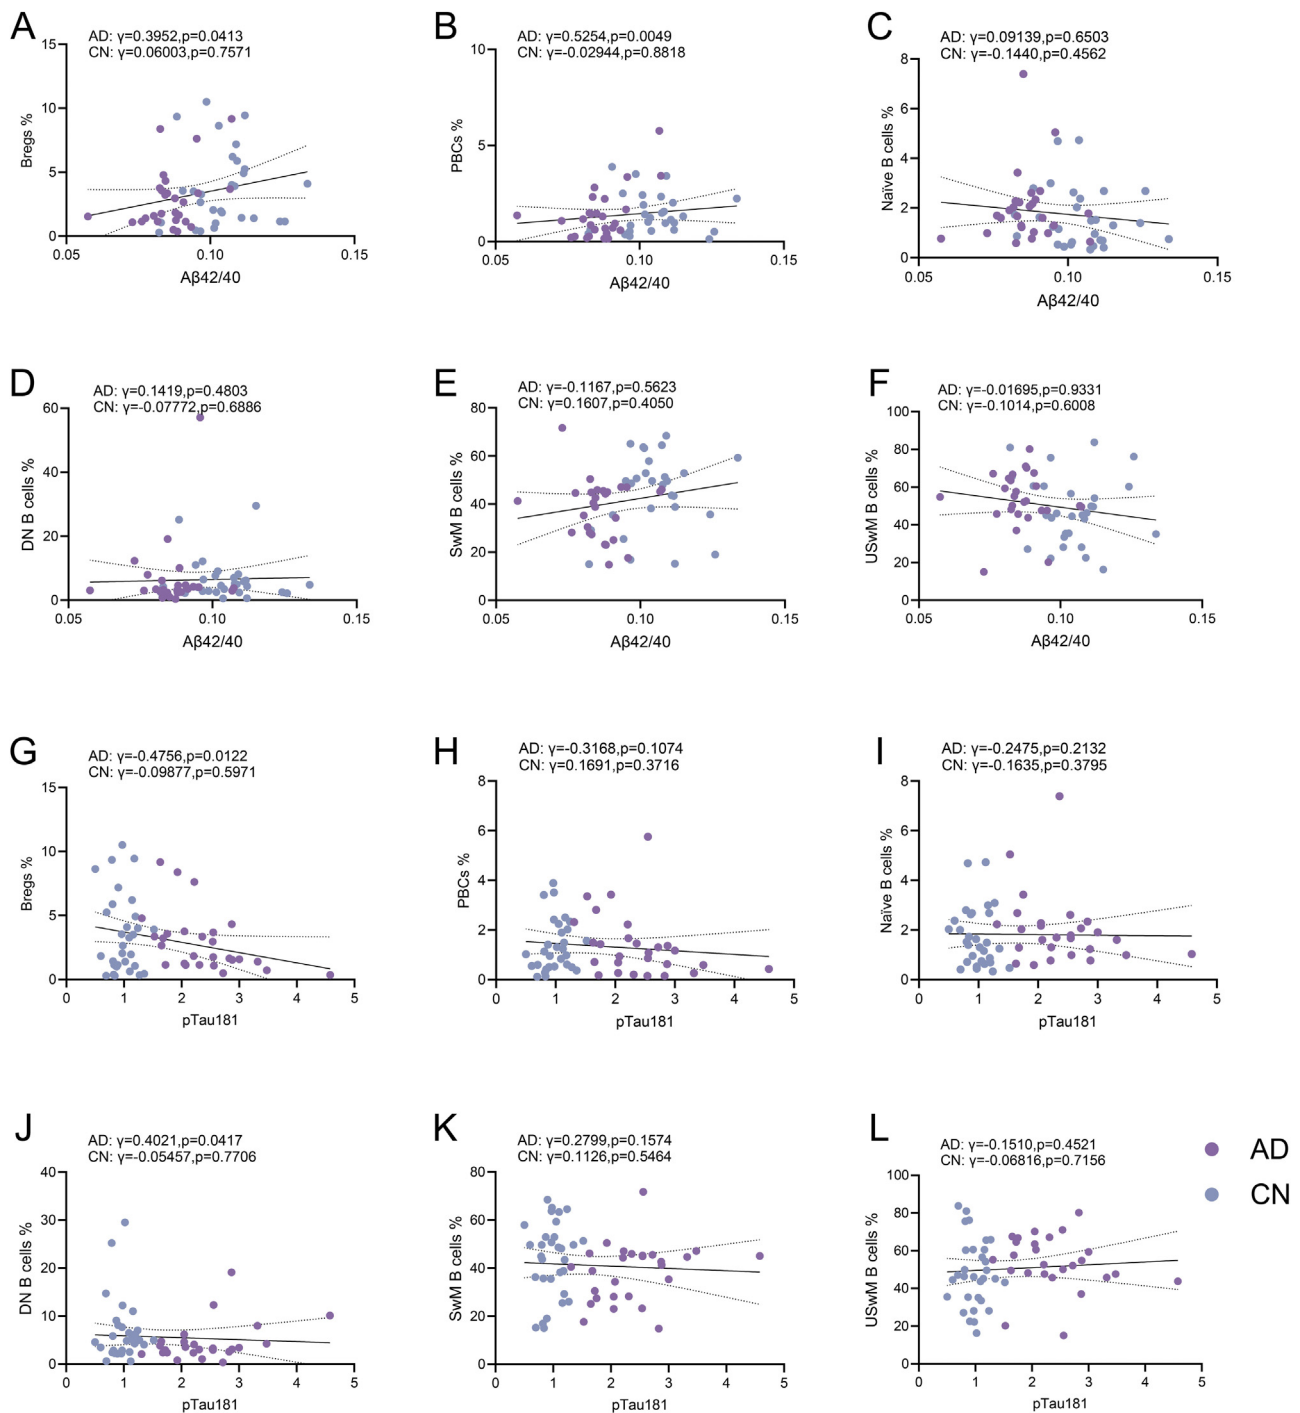 A
AD: γ=0.3952,p=0.0413
CN: γ=0.06003,p=0.7571
15
10
5
0
Bregs %
0.05
0.10
0.15
Aβ42/40
B
AD: γ=0.5254,p=0.0049
CN: γ=-0.02944,p=0.8818
10
5
0
PBCs %
0.05
0.10
0.15
Aβ42/40
C
AD: γ=0.09139,p=0.6503
CN: γ=-0.1440,p=0.4562
8
6
4
2
0
Naïve B cells %
0.05
0.10
0.15
Aβ42/40
D
AD: γ=0.1419,p=0.4803
CN: γ=-0.07772,p=0.6886
60
40
20
0
DN B cells %
0.05
0.10
0.15
Aβ42/40
E
AD: γ=-0.1167,p=0.5623
CN: γ=0.1607,p=0.4050
80
60
40
20
0
SwM B cells %
0.05
0.10
0.15
Aβ42/40
F
AD: γ=-0.01695,p=0.9331
CN: γ=-0.1014,p=0.6008
100
80
60
40
20
0
USwM B cells %
0.05
0.10
0.15
Aβ42/40
G
AD: γ=-0.4756,p=0.0122
CN: γ=-0.09877,p=0.5971
15
10
5
0
Bregs %
0
1
2
3
4
5
pTau181
H
AD: γ=-0.3168,p=0.1074
CN: γ=0.1691,p=0.3716
8
6
4
2
0
PBCs %
0
1
2
3
4
5
pTau181
I
AD: γ=-0.2475,p=0.2132
CN: γ=-0.1635,p=0.3795
8
6
4
2
0
Naïve B cells %
0
1
2
3
4
5
pTau181
J
AD: γ=0.4021,p=0.0417
CN: γ=-0.05457,p=0.7706
40
30
20
10
0
DN B cells %
0
1
2
3
4
5
pTau181
K
AD: γ=0.2799,p=0.1574
CN: γ=0.1126,p=0.5464
80
60
40
20
0
SwM B cells %
0
1
2
3
4
5
pTau181
L
AD: γ=-0.1510,p=0.4521
CN: γ=-0.06816,p=0.7156
100
80
60
40
20
0
USwM B cells %
0
1
2
3
4
5
pTau181
AD
CN